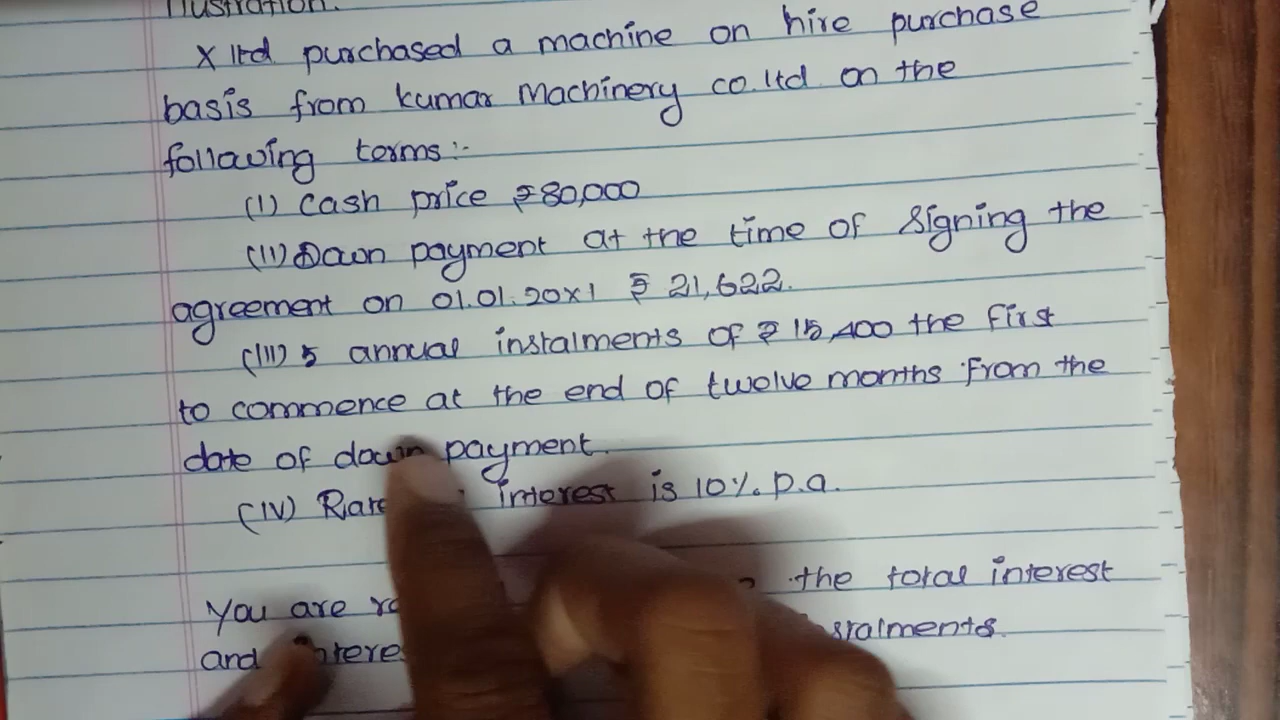 Illustration.
X ltd purchased a machine on hire purchase
basis from kumar Machinery co.ltd on the
following terms:-
(I) cash price ₹80,000
(II) Down payment at the time of signing the
agreement on 01.01.20x1 ₹ 21,622.
(III) 5 annual instalments of ₹ 15,400 the first
to commence at the end of twelve months from the
date of down payment.
(IV) Rate interest is 10%. p.a.
You are the total interest
and